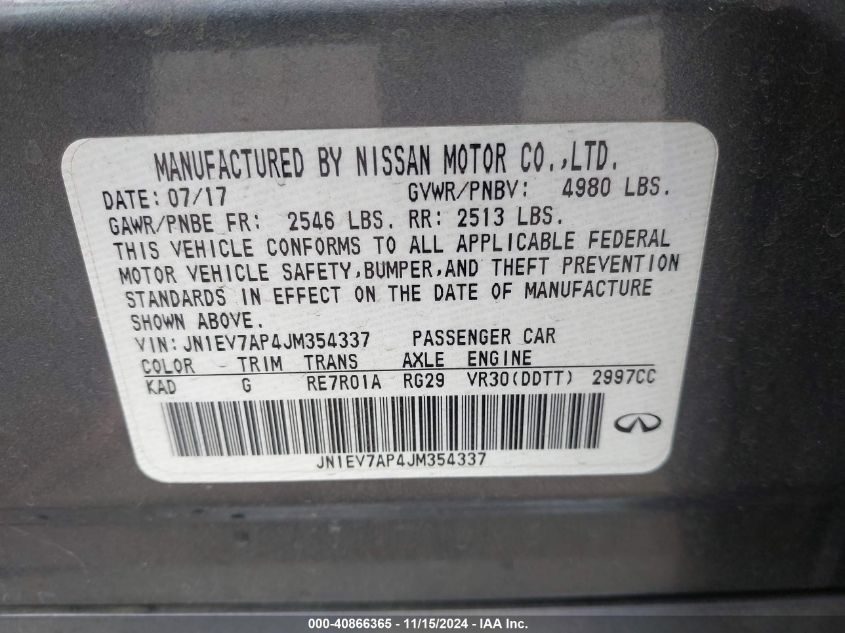 MANUFACTURED BY NISSAN MOTOR CO.,LTD.
DATE: 07/17 GVWR/PNBV: 4980 LBS.
GAWR/PNBE FR: 2546 LBS. RR: 2513 LBS.
THIS VEHICLE CONFORMS TO ALL APPLICABLE FEDERAL
MOTOR VEHICLE SAFETY,BUMPER,AND THEFT PREVENTION
STANDARDS IN EFFECT ON THE DATE OF MANUFACTURE
SHOWN ABOVE.
VIN: JN1EV7AP4JM354337 PASSENGER CAR
COLOR TRIM TRANS AXLE ENGINE
KAD G RE7R01A RG29 VR30(DDTT) 2997CC
JN1EV7AP4JM354337
000-40866365 - 11/15/2024 - IAA, Inc.